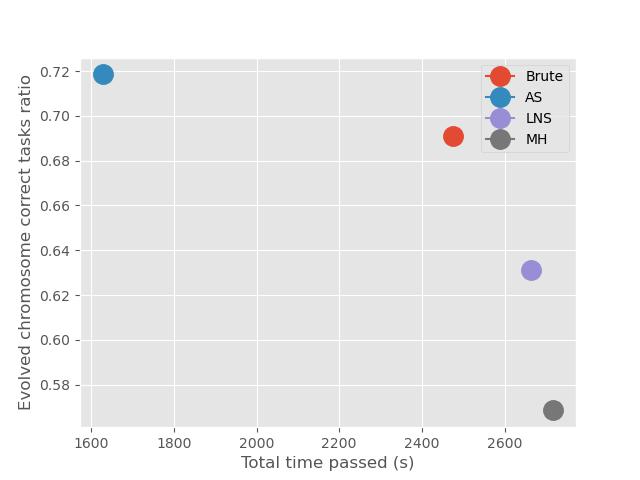 0.72
0.70
0.68
0.66
0.64
0.62
0.60
0.58
Evolved chromosome correct tasks ratio
Brute
AS
LNS
MH
1600 1800 2000 2200 2400 2600
Total time passed (s)